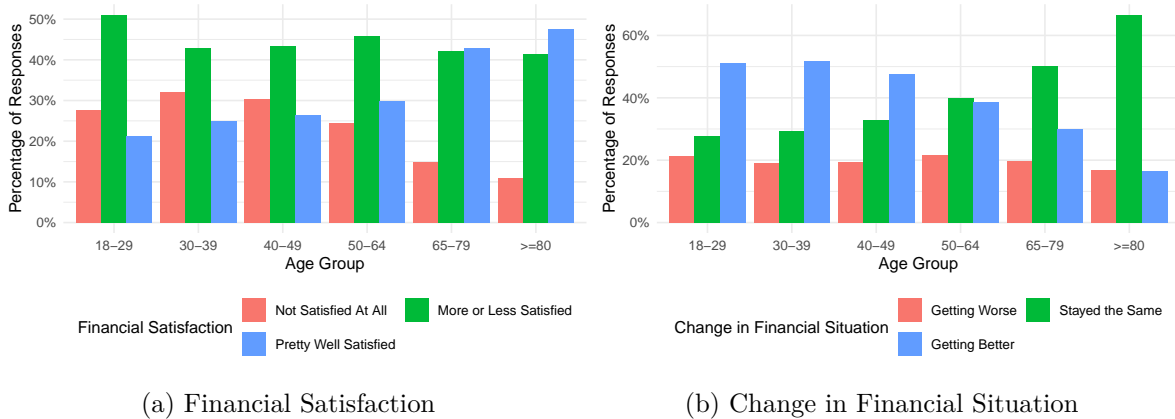 50%
40%
30%
20%
10%
0%
Percentage of Responses
18−29 30−39 40−49 50−64 65−79 >=80
Age Group
Financial Satisfaction
Not Satisfied At All More or Less Satisfied
Pretty Well Satisfied
(a) Financial Satisfaction
60%
40%
20%
0%
Percentage of Responses
18−29 30−39 40−49 50−64 65−79 >=80
Age Group
Change in Financial Situation
Getting Worse Stayed the Same
Getting Better
(b) Change in Financial Situation